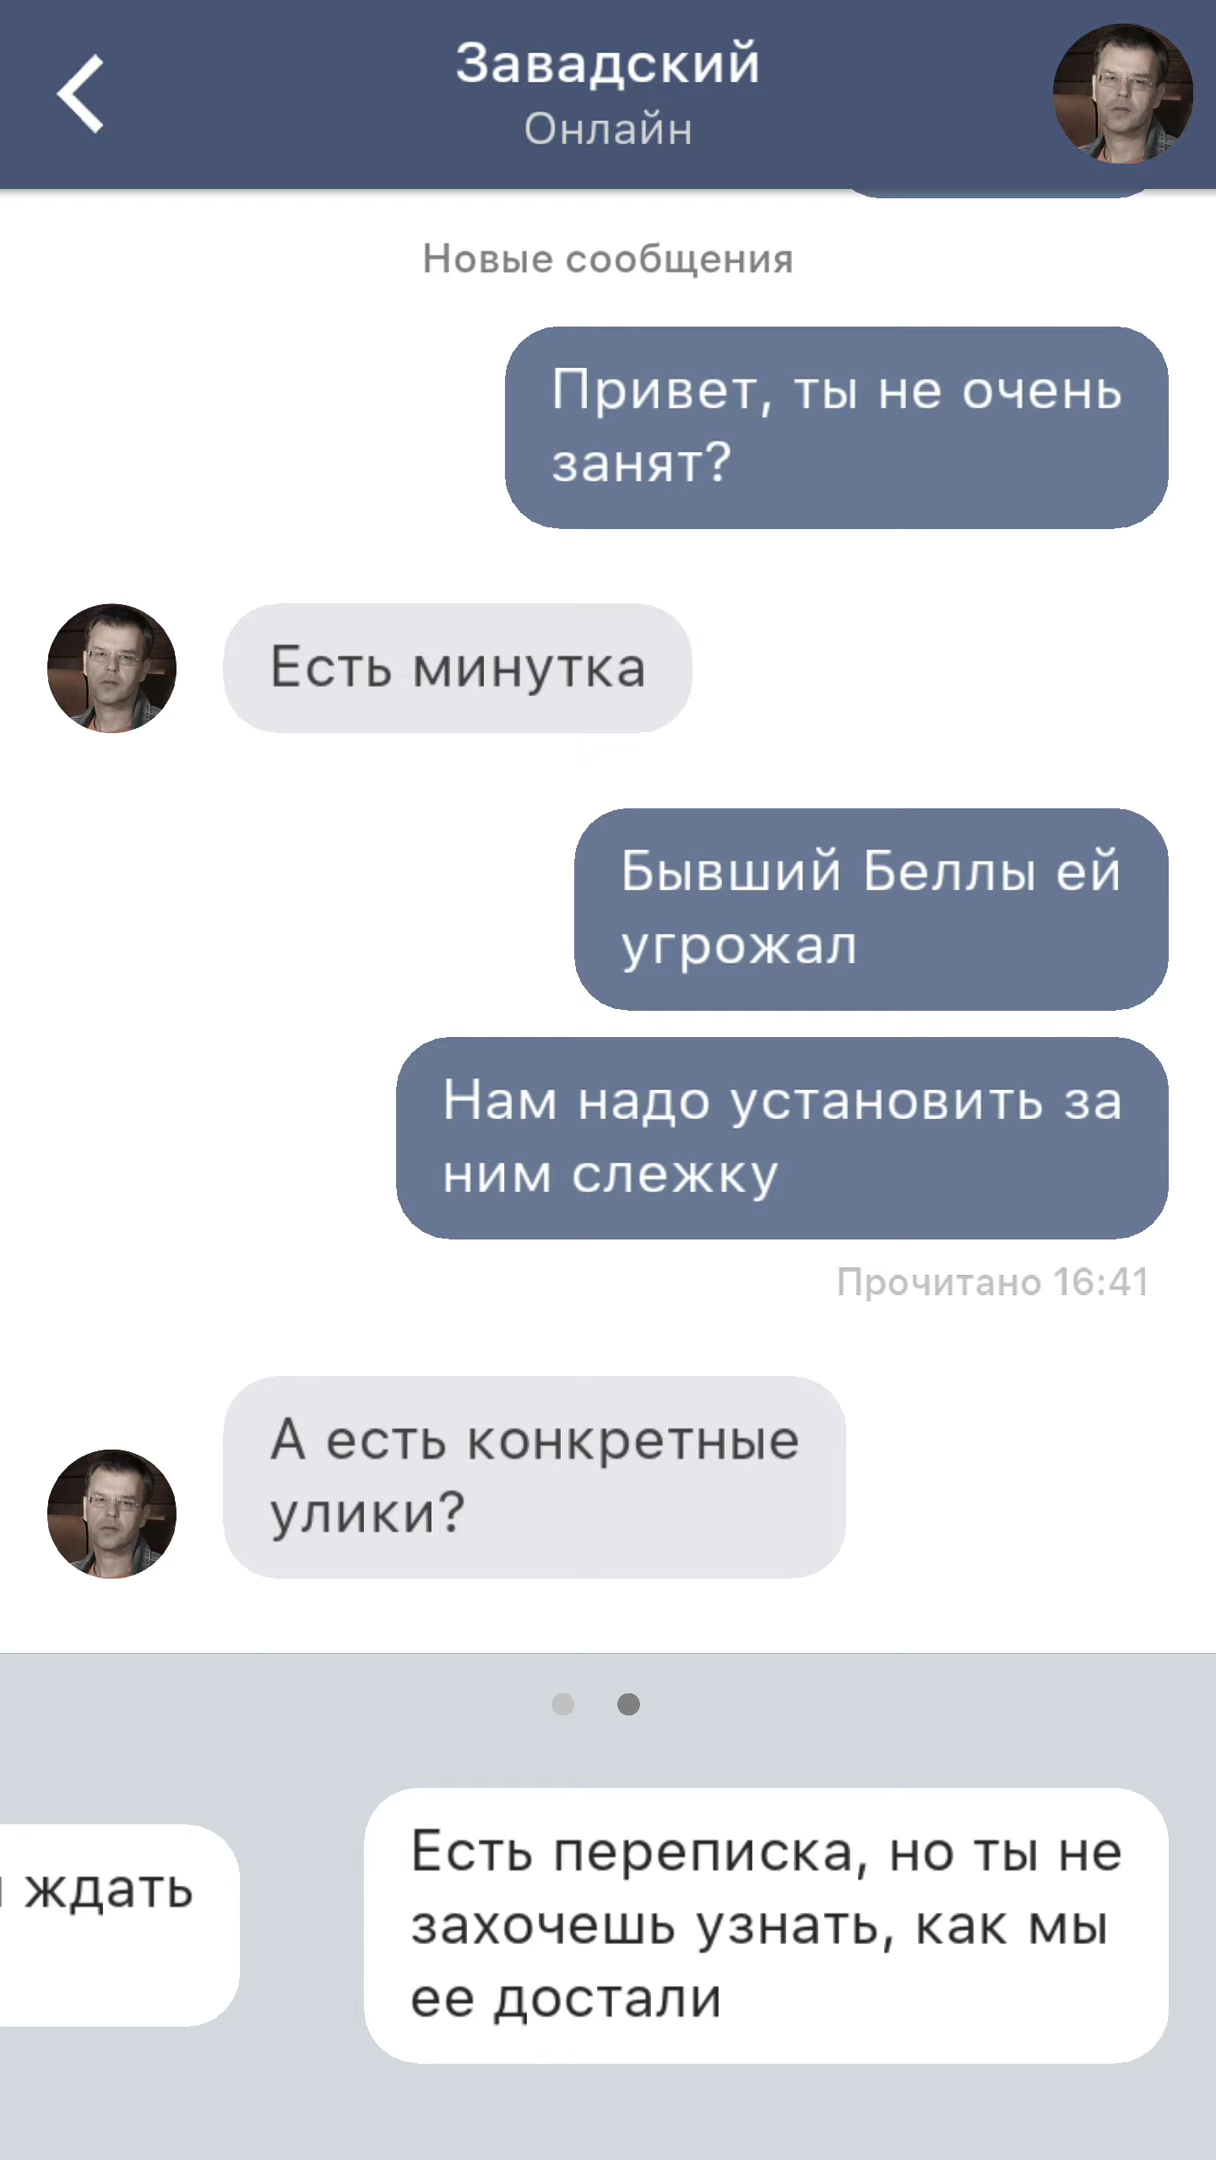 Завадский
Онлайн
Новые сообщения
Привет, ты не очень
занят?
Есть минутка
Бывший Беллы ей
угрожал
Нам надо установить за
ним слежку
Прочитано 16:41
А есть конкретные
улики?
ждать
Есть переписка, но ты не
захочешь узнать, как мы
ее достали